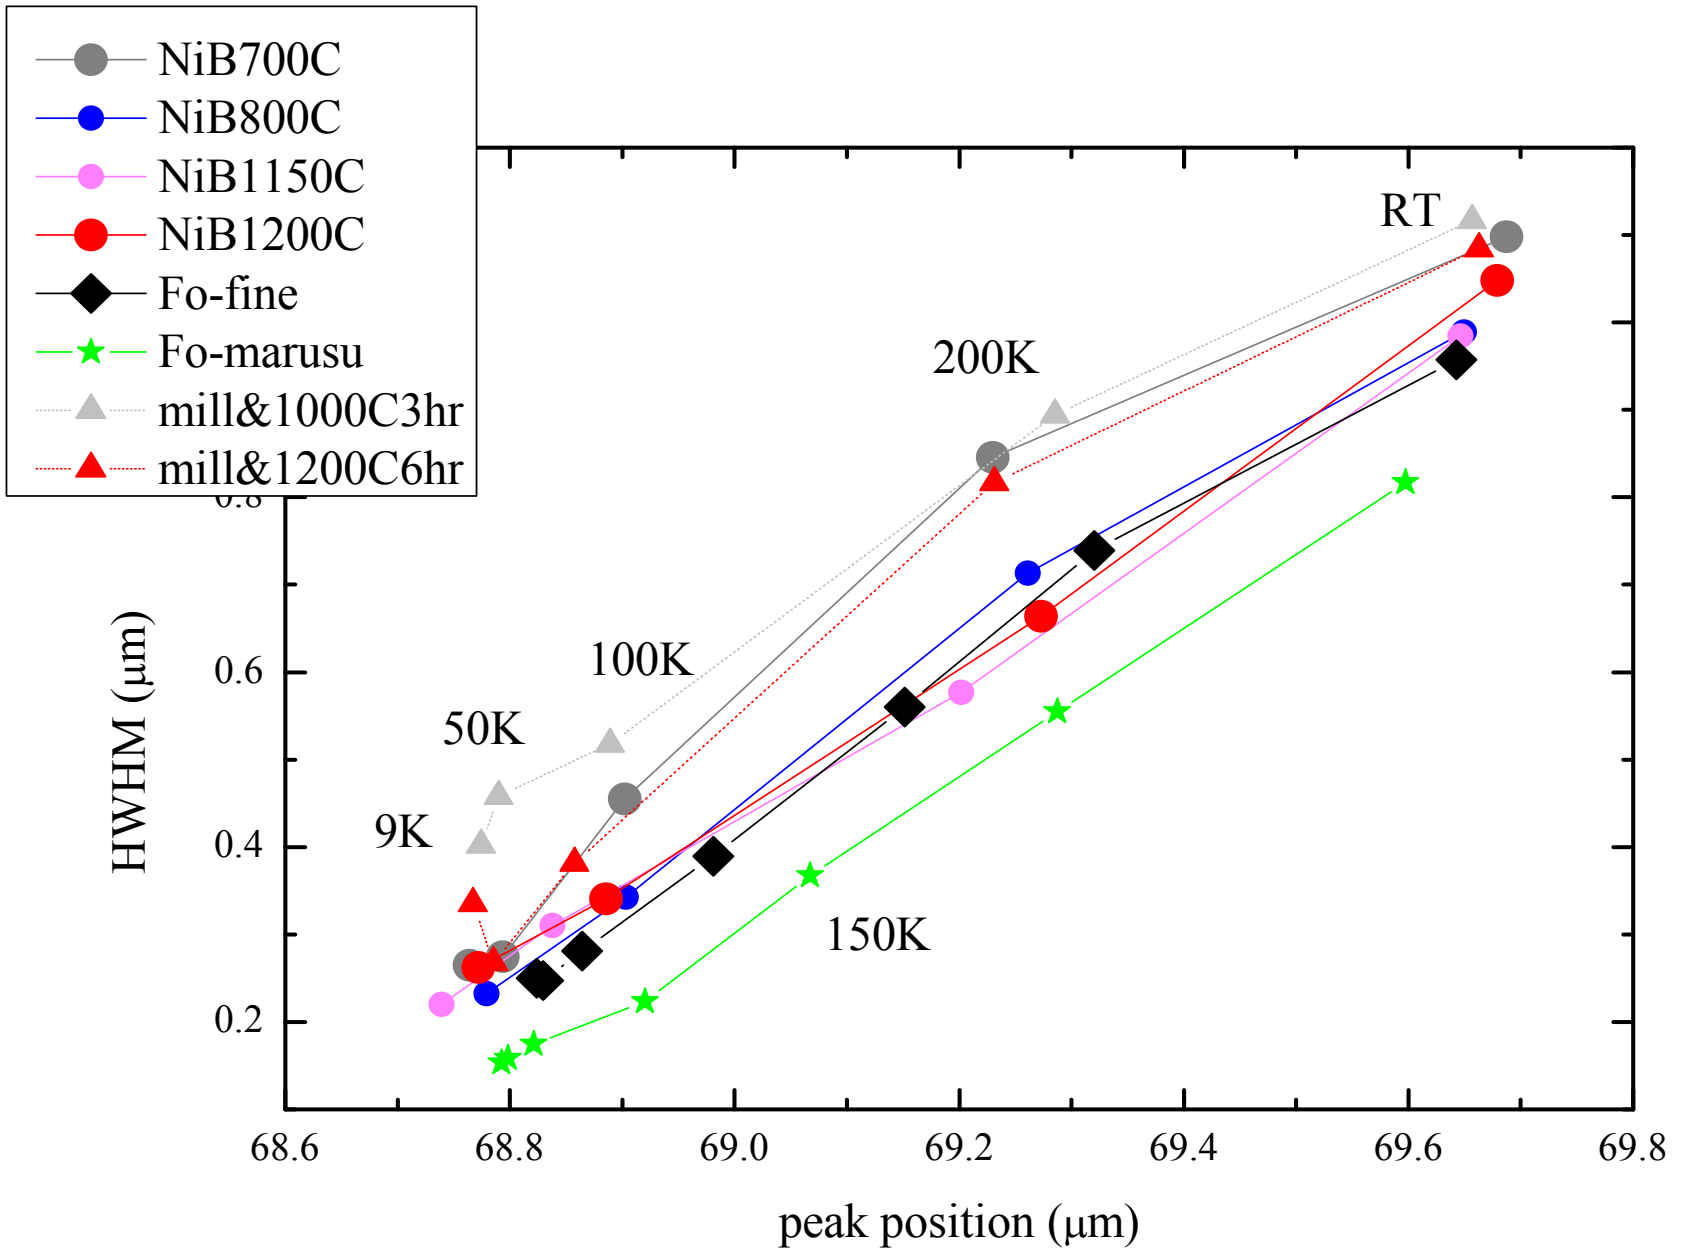 NiB700C
NiB800C
NiB1150C
NiB1200C
Fo-fine
Fo-marusu
mill&1000C3hr
mill&1200C6hr
RT
200K
100K
50K
9K
150K
0.8
0.6
0.4
0.2
HWHM (μm)
68.6 68.8 69.0 69.2 69.4 69.6 69.8
peak position (μm)